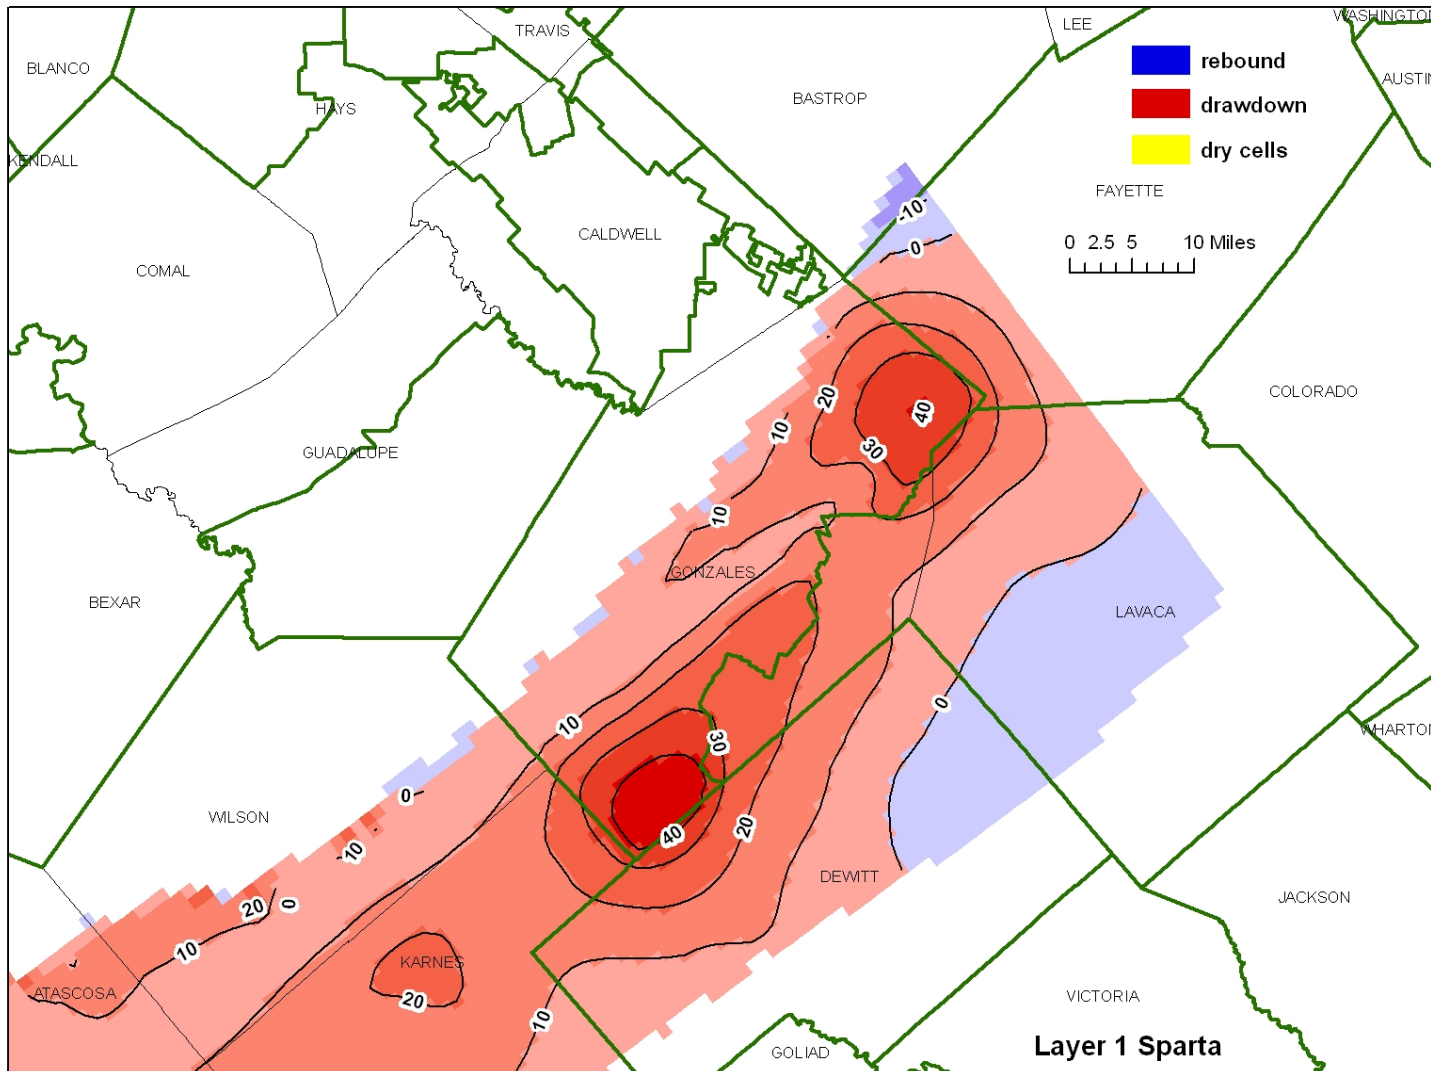 WASHINGTON
TRAVIS
LEE
BLANCO
rebound
AUSTIN
BASTROP
drawdown
HAYS
dry cells
KENDALL
FAYETTE
-10
CALDWELL
0
0 2.5 5 10 Miles
COMAL
COLORADO
20
40
10
30
GUADALUPE
10
GONZALES
BEXAR
LAVACA
0
10
WHARTON
30
0
WILSON
20
40
10
DEWITT
JACKSON
20
0
10
KARNES
ATASCOSA
20
VICTORIA
10
Layer 1 Sparta
GOLIAD